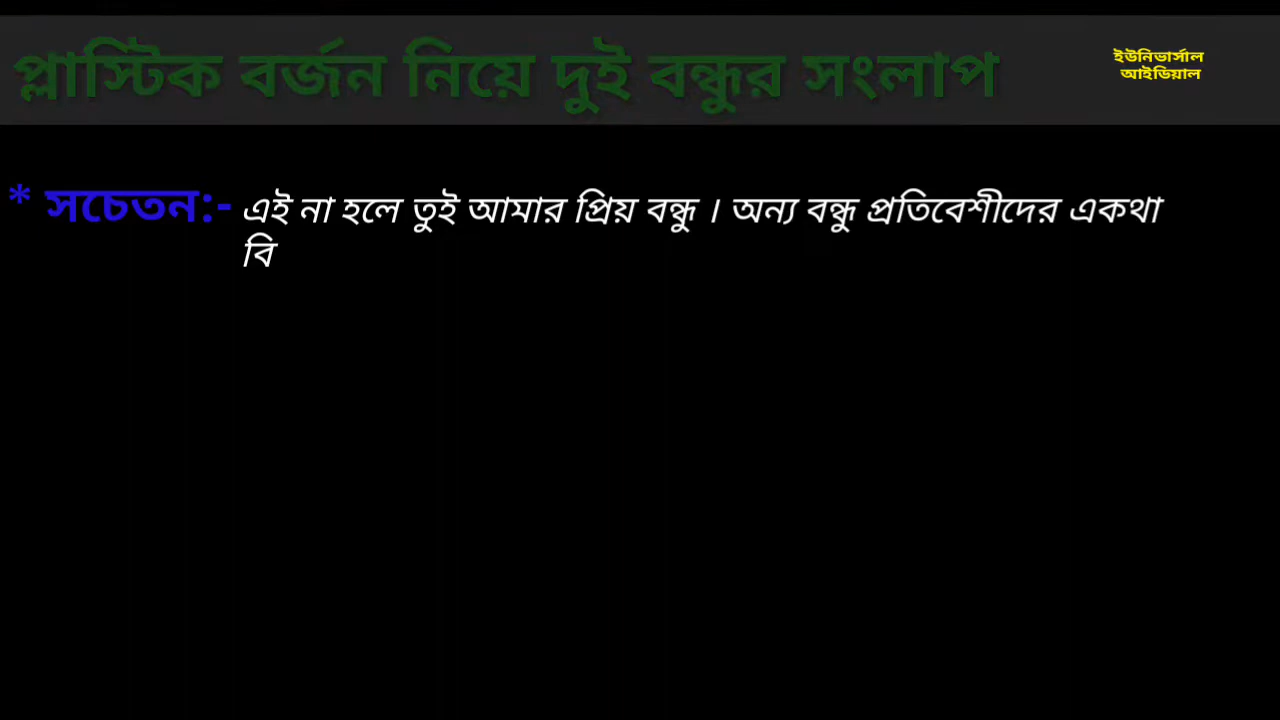 প্লাস্টিক বর্জন নিয়ে দুই বন্ধুর সংলাপ
ইউনিভার্সাল
আইডিয়াল
* সচেতন:- এই না হলে তুই আমার প্রিয় বন্ধু । অন্য বন্ধু প্রতিবেশীদের একথা
বি